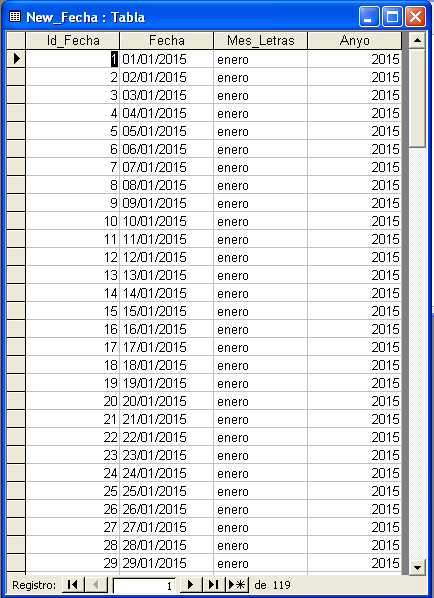 New_Fecha : Tabla
Id_Fecha Fecha Mes_Letras Anyo
1 01/01/2015 enero 2015
2 02/01/2015 enero 2015
3 03/01/2015 enero 2015
4 04/01/2015 enero 2015
5 05/01/2015 enero 2015
6 06/01/2015 enero 2015
7 07/01/2015 enero 2015
8 08/01/2015 enero 2015
9 09/01/2015 enero 2015
10 10/01/2015 enero 2015
11 11/01/2015 enero 2015
12 12/01/2015 enero 2015
13 13/01/2015 enero 2015
14 14/01/2015 enero 2015
15 15/01/2015 enero 2015
16 16/01/2015 enero 2015
17 17/01/2015 enero 2015
18 18/01/2015 enero 2015
19 19/01/2015 enero 2015
20 20/01/2015 enero 2015
21 21/01/2015 enero 2015
22 22/01/2015 enero 2015
23 23/01/2015 enero 2015
24 24/01/2015 enero 2015
25 25/01/2015 enero 2015
26 26/01/2015 enero 2015
27 27/01/2015 enero 2015
28 28/01/2015 enero 2015
29 29/01/2015 enero 2015
Registro: 1 de 119